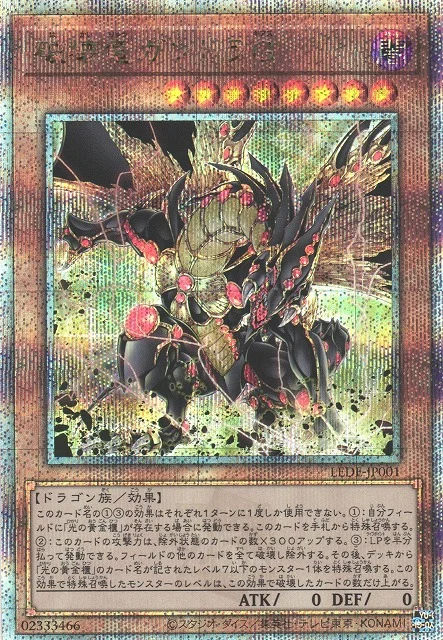 闇
LEDE-JP001
【ドラゴン族/効果】
このカード名の①③の効果はそれぞれ1ターンに1度しか使用できない。①:自分フィ
ールドに「光の黄金櫃」が存在する場合に発動できる。このカードを手札から特殊召喚する。
②:このカードの攻撃力は、除外状態のカードの数×300アップする。③:LPを半分
払って発動できる。フィールドの他のカードを全て破壊し除外する。その後、デッキから
「光の黄金櫃」のカード名が記されたレベル7以下のモンスター1体を特殊召喚する。この
効果で特殊召喚したモンスターのレベルは、この効果で破壊したカードの数だけ上がる。
ATK/ 0 DEF/ 0
02333466
©スタジオ・ダイス/集英社・テレビ東京・KONAMI